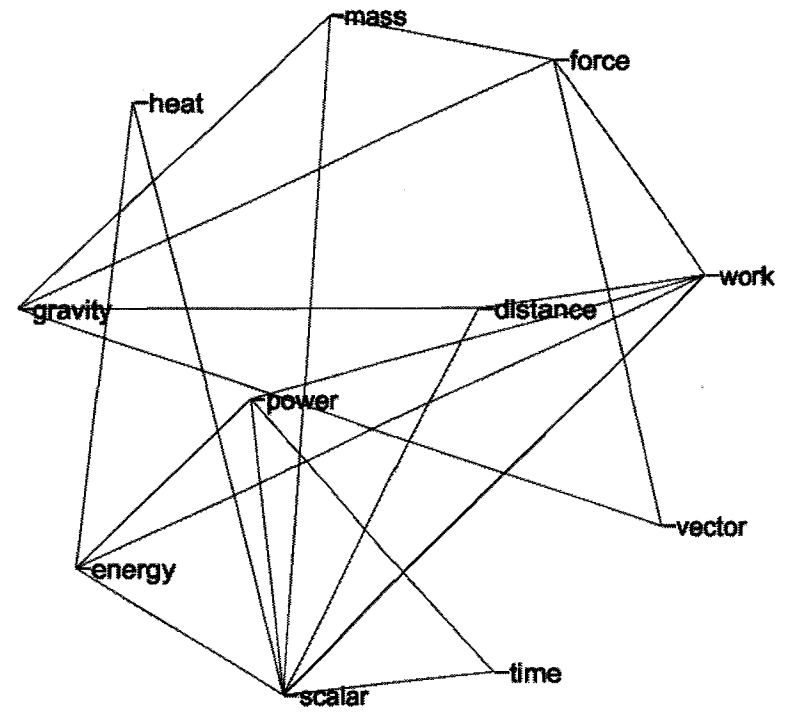 mass
force
heat
work
gravity
distance
power
vector
energy
time
scalar